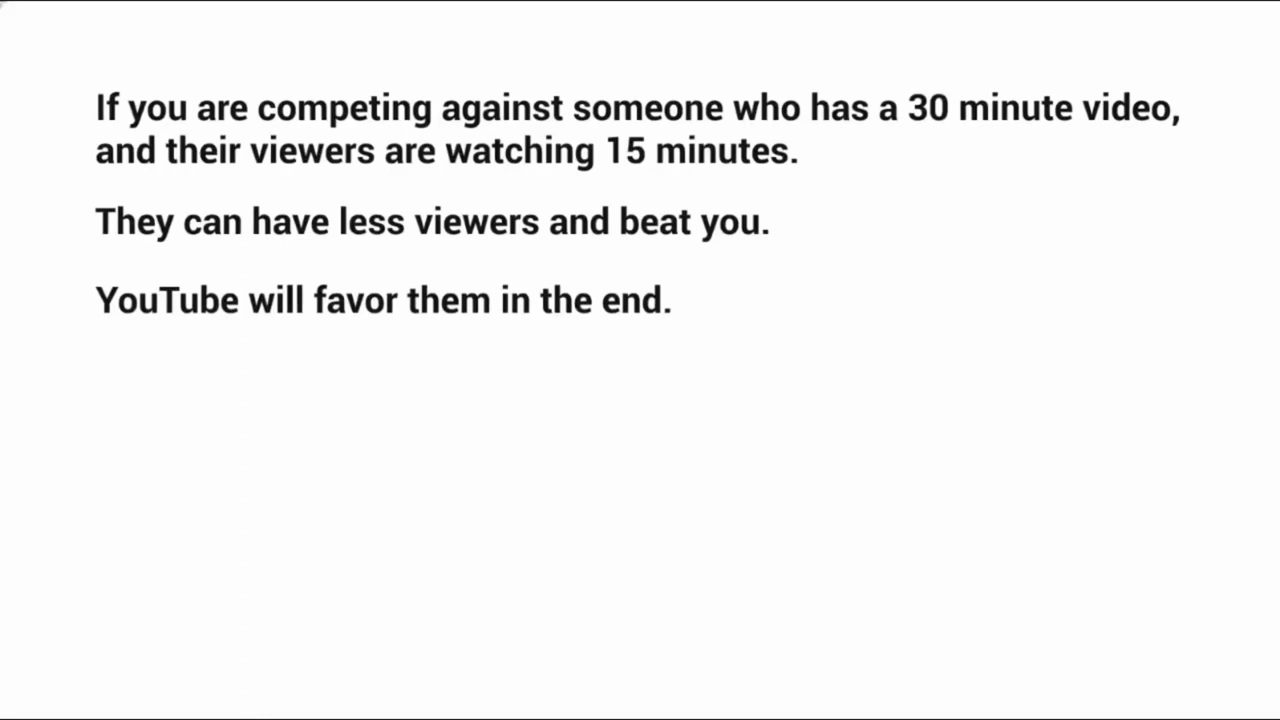 If you are competing against someone who has a 30 minute video,
and their viewers are watching 15 minutes.
They can have less viewers and beat you.
YouTube will favor them in the end.